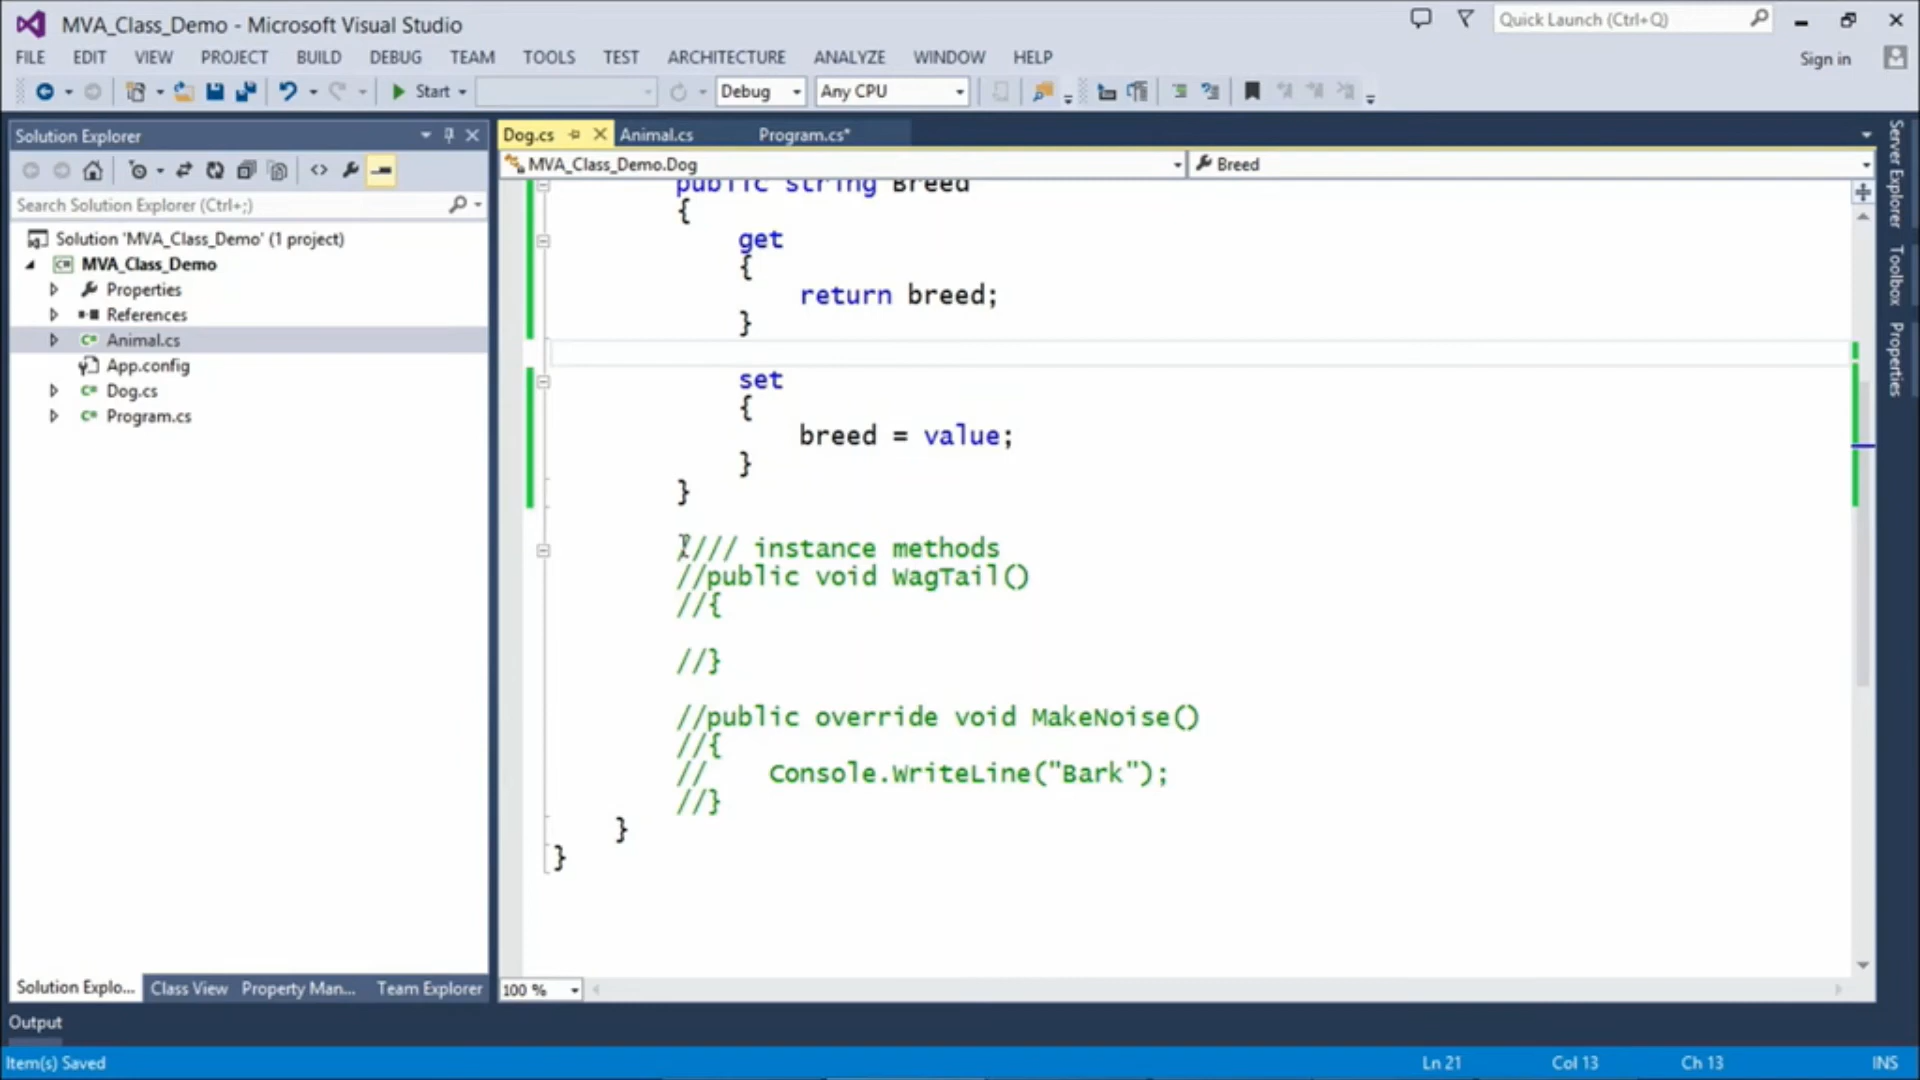 MVA_Class_Demo - Microsoft Visual Studio
Quick Launch (Ctrl+Q)
FILE EDIT VIEW PROJECT BUILD DEBUG TEAM TOOLS TEST ARCHITECTURE ANALYZE WINDOW HELP
Sign in
Start Debug Any CPU
Solution Explorer
Search Solution Explorer (Ctrl+;)
Solution 'MVA_Class_Demo' (1 project)
MVA_Class_Demo
Properties
References
Animal.cs
App.config
Dog.cs
Program.cs
Solution Explo... Class View Property Man... Team Explorer
Dog.cs Animal.cs Program.cs*
MVA_Class_Demo.Dog Breed
public string Breed
{
get
{
return breed;
}
set
{
breed = value;
}
}
//// instance methods
//public void WagTail()
//{
//}
//public override void MakeNoise()
//{
// Console.WriteLine("Bark");
//}
}
}
100 %
Server Explorer
Toolbox
Properties
Output
Item(s) Saved
Ln 21 Col 13 Ch 13 INS